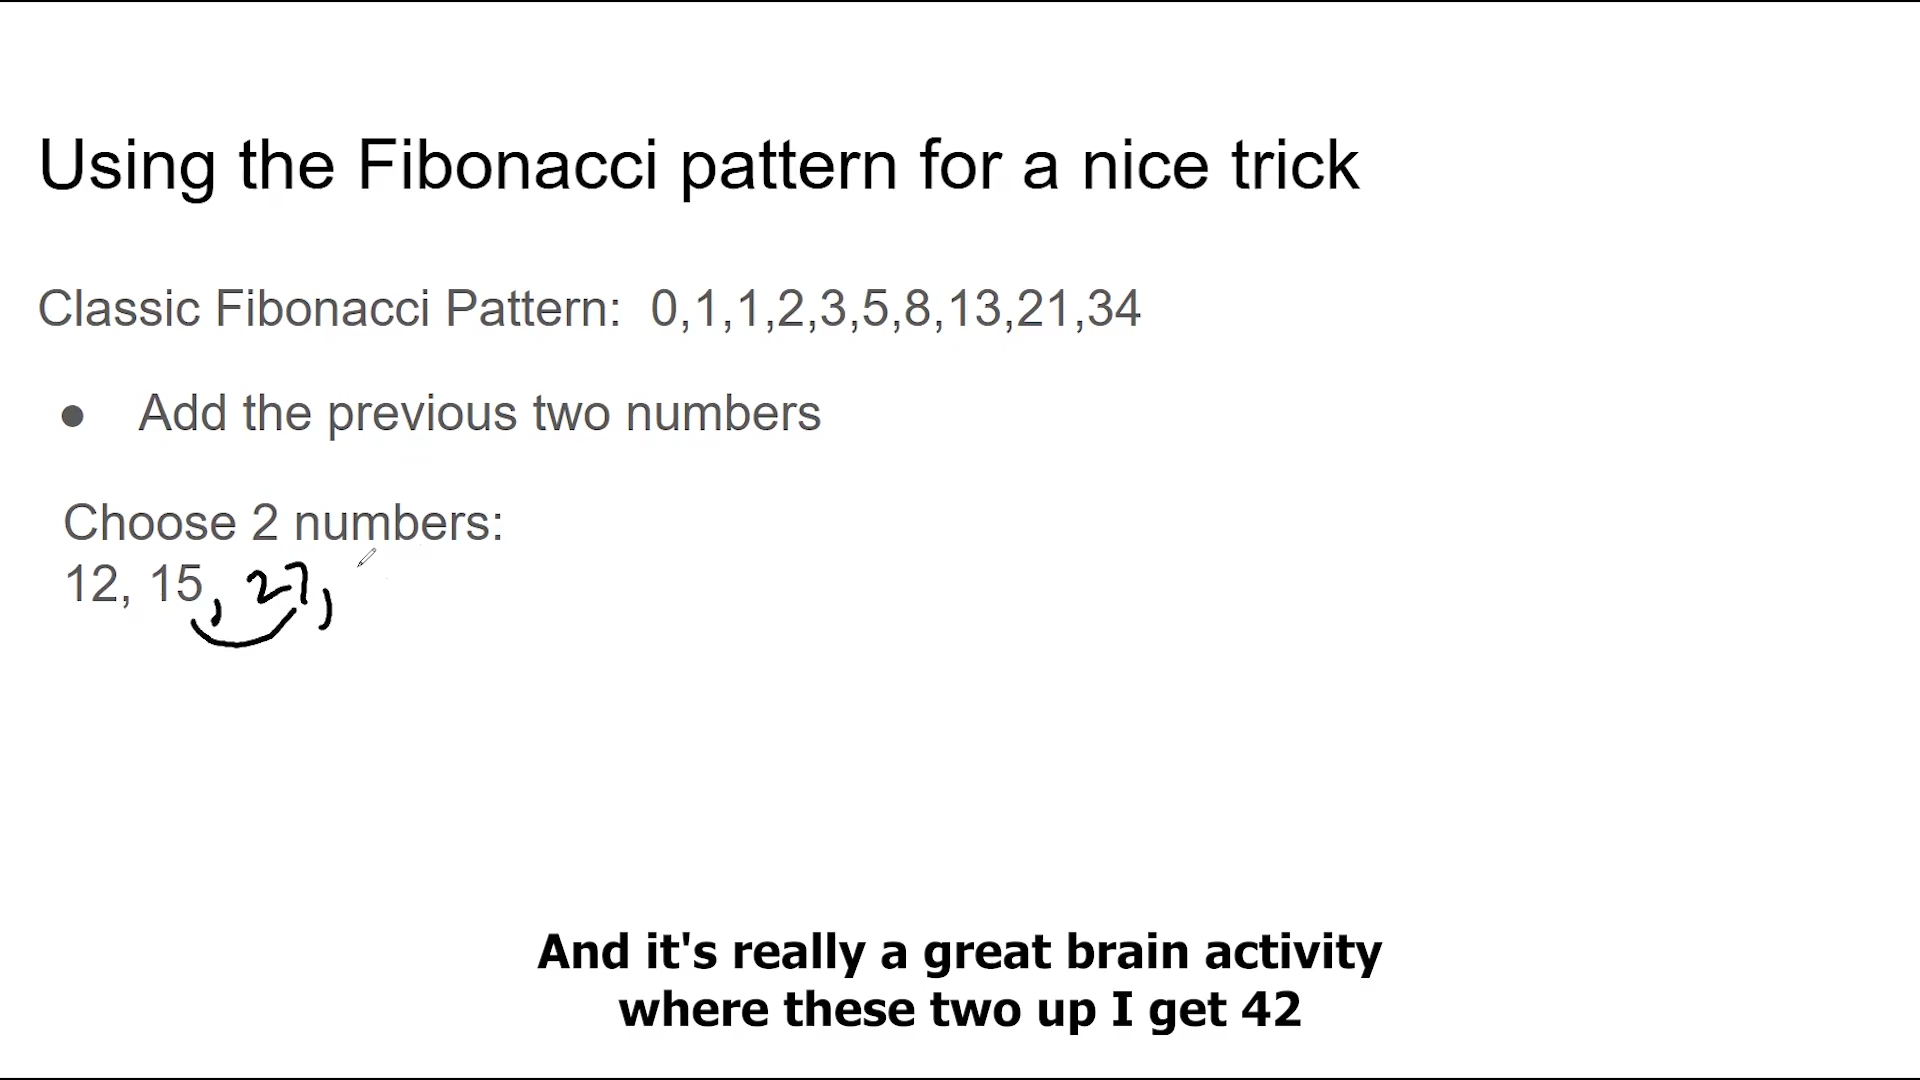 Using the Fibonacci pattern for a nice trick
Classic Fibonacci Pattern: 0,1,1,2,3,5,8,13,21,34
● Add the previous two numbers
Choose 2 numbers:
12, 15, 27,
And it's really a great brain activity
where these two up I get 42